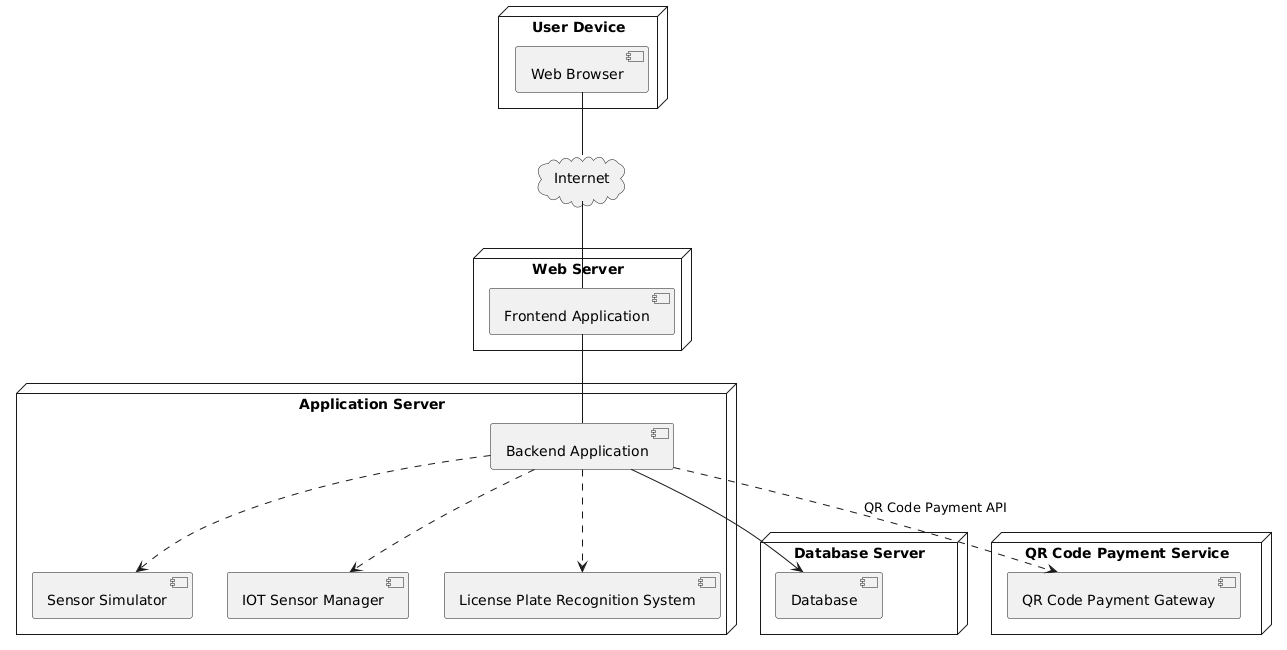 User Device
Web Browser
Internet
Web Server
Frontend Application
Application Server
Backend Application
QR Code Payment API
Database Server
QR Code Payment Service
Sensor Simulator
IOT Sensor Manager
License Plate Recognition System
Database
QR Code Payment Gateway